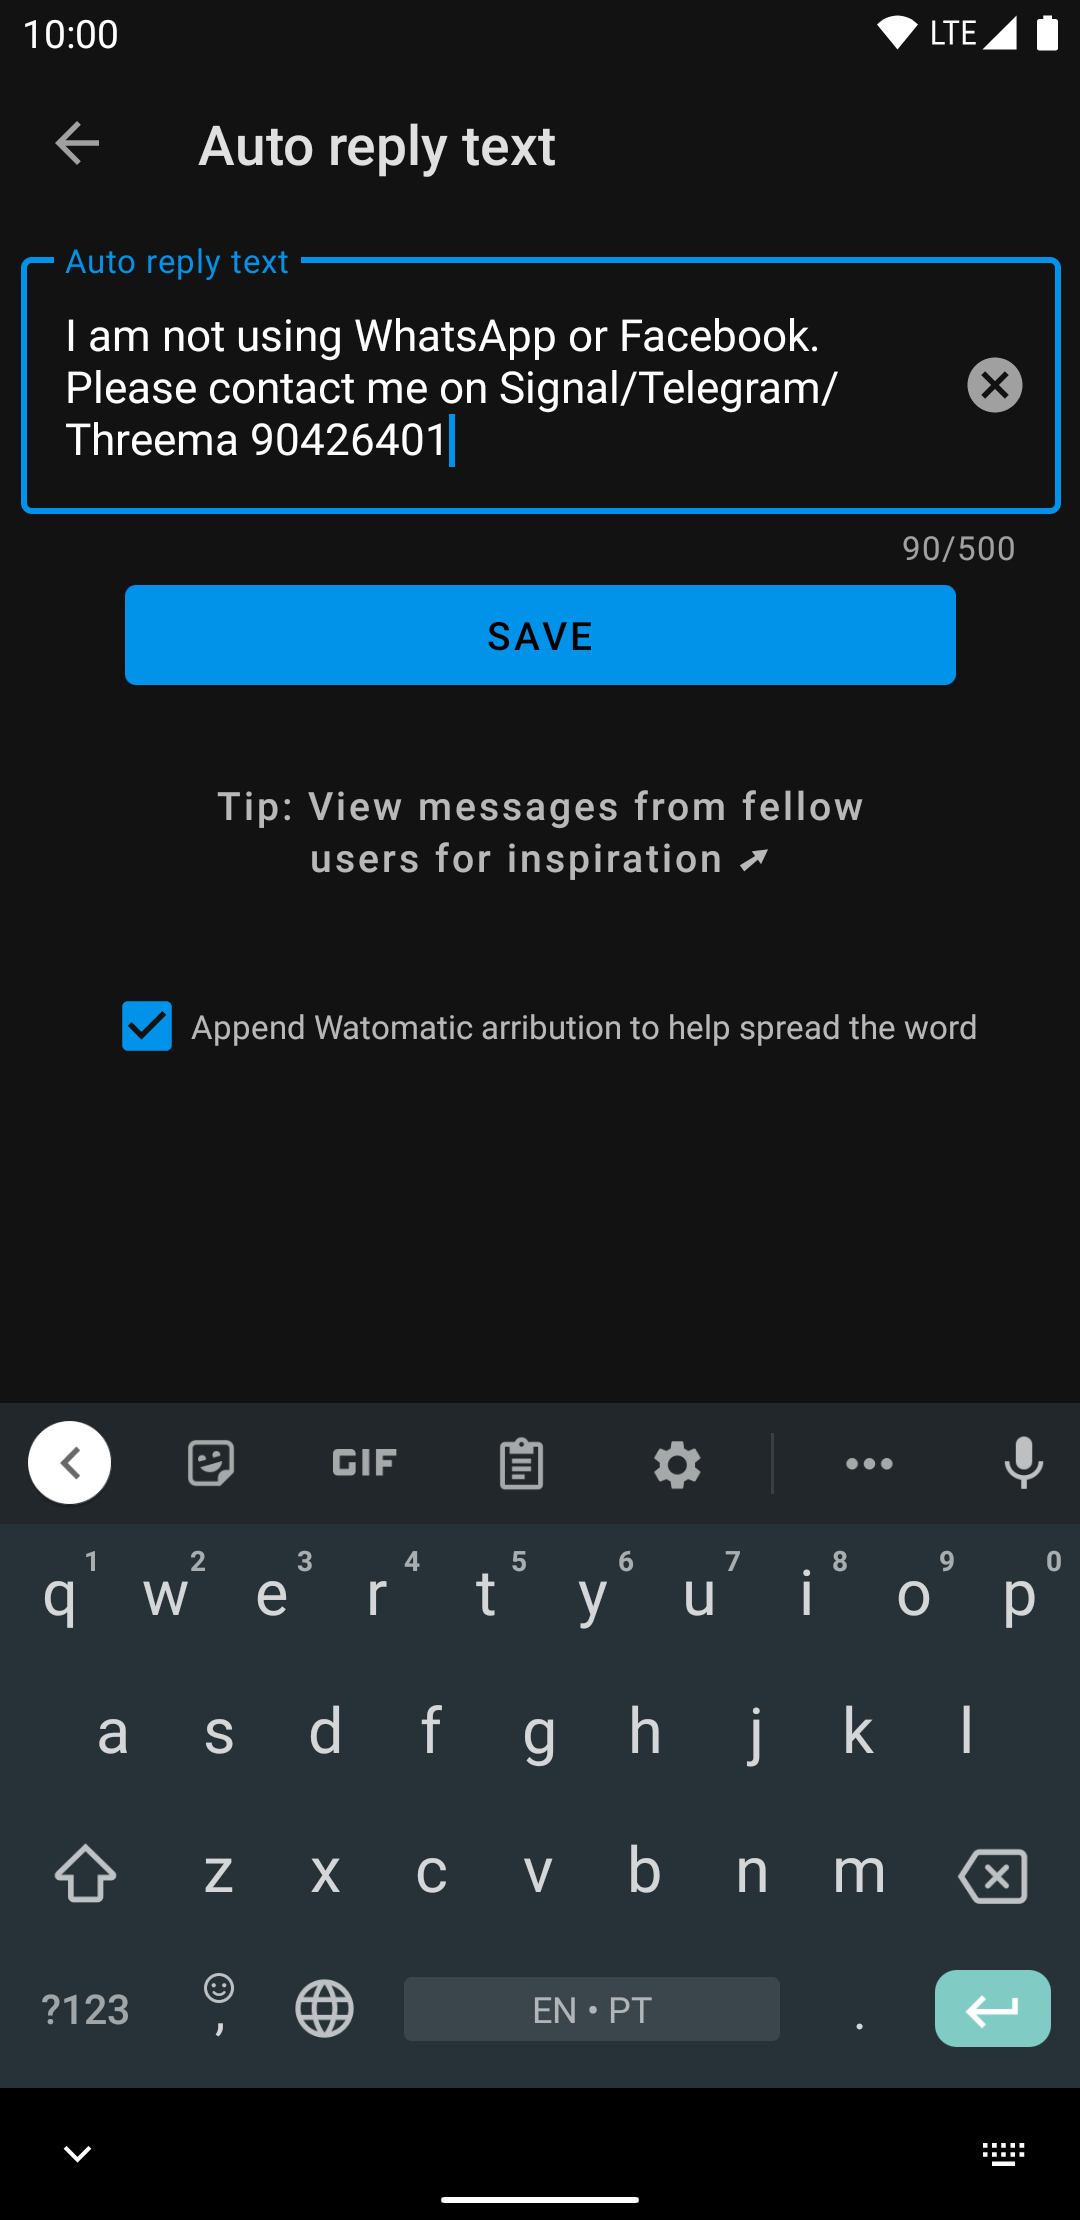 10:00 LTE
Auto reply text
Auto reply text
I am not using WhatsApp or Facebook.
Please contact me on Signal/Telegram/
Threema 90426401
90/500
SAVE
Tip: View messages from fellow
users for inspiration ➚
Append Watomatic arribution to help spread the word
GIF
1 2 3 4 5 6 7 8 9 0
q w e r t y u i o p
a s d f g h j k l
z x c v b n m
?123 , EN • PT .